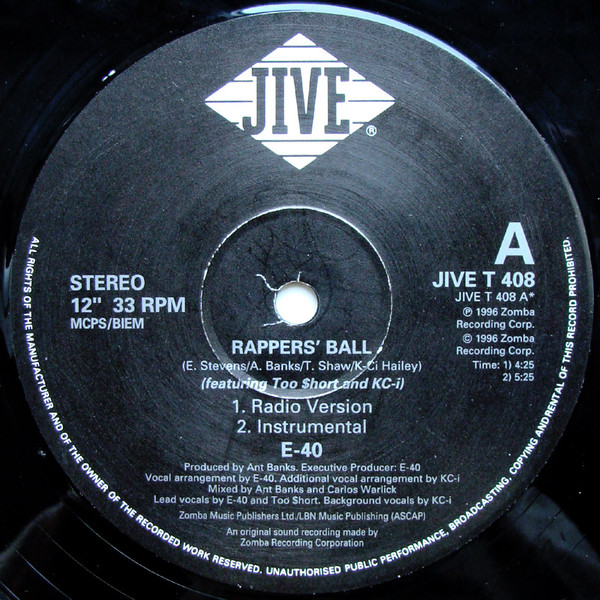 JIVE®
A
STEREO
12" 33 RPM
MCPS/BIEM
JIVE T 408
JIVE T 408 A*
℗ 1996 Zomba
Recording Corp.
© 1996 Zomba
Recording Corp.
Time: 1) 4:25
2) 5:25
RAPPERS' BALL
(E. Stevens/A. Banks/T. Shaw/K-Ci Hailey)
(featuring Too $hort and KC-i)
1. Radio Version
2. Instrumental
E-40
Produced by Ant Banks. Executive Producer: E-40
Vocal arrangement by E-40. Additional vocal arrangement by KC-i
Mixed by Ant Banks and Carlos Warlick
Lead vocals by E-40 and Too Short. Background vocals by KC-i
Zomba Music Publishers Ltd./LBN Music Publishing (ASCAP)
An original sound recording made by
Zomba Recording Corporation
ALL RIGHTS OF THE MANUFACTURER AND OF THE OWNER OF THE RECORDED WORK RESERVED. UNAUTHORISED PUBLIC PERFORMANCE, BROADCASTING, COPYING AND RENTAL OF THIS RECORD PROHIBITED.